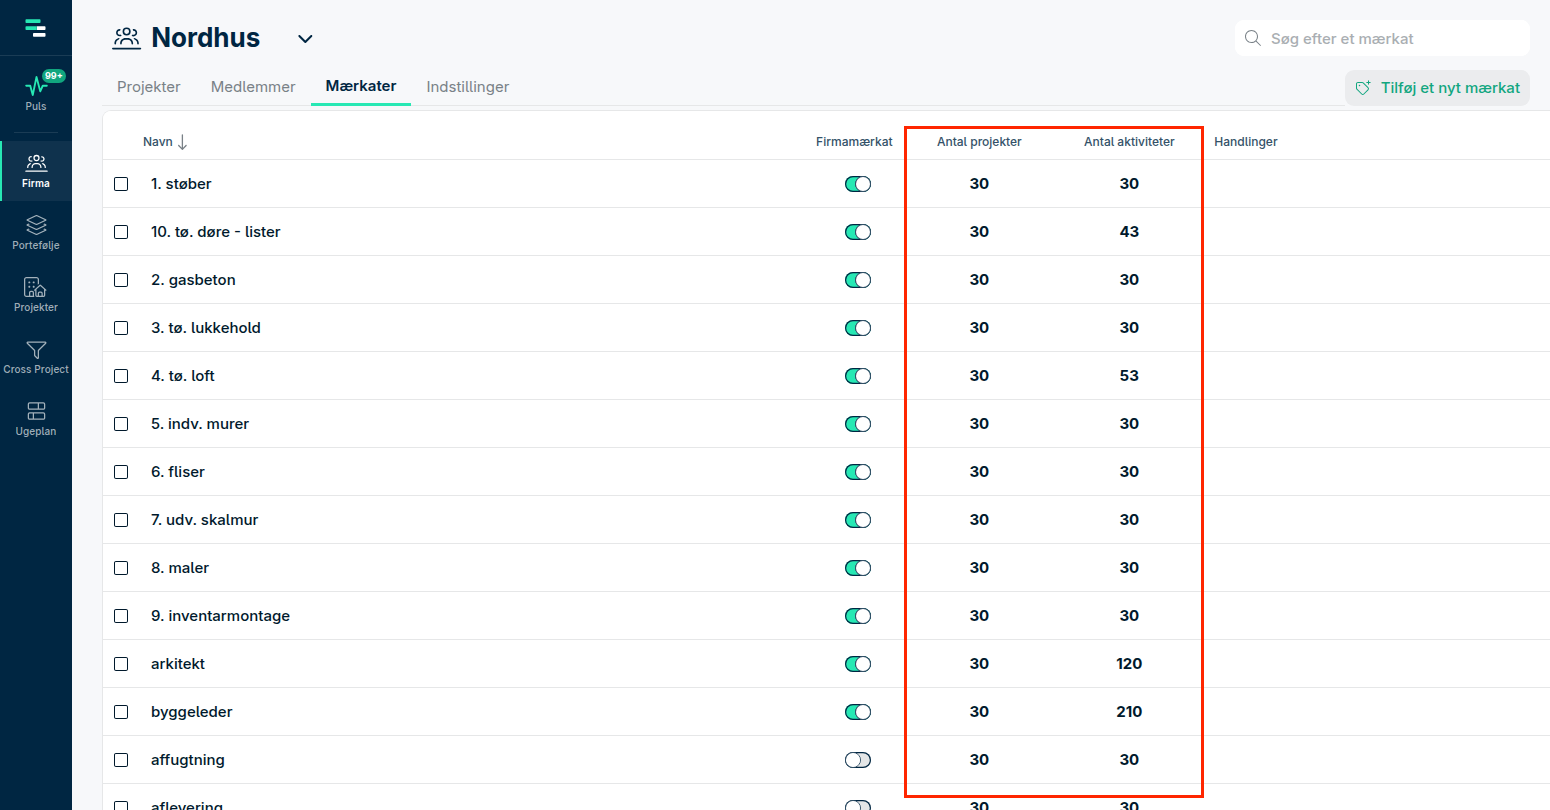 Nordhus
Søg efter et mærkat
99+
Puls
Projekter Medlemmer Mærkater Indstillinger
Tilføj et nyt mærkat
Firma
Portefølje
Projekter
Cross Project
Ugeplan
Navn Firmamærkat Antal projekter Antal aktiviteter Handlinger
1. støber 30 30
10. tø. døre - lister 30 43
2. gasbeton 30 30
3. tø. lukkehold 30 30
4. tø. loft 30 53
5. indv. murer 30 30
6. fliser 30 30
7. udv. skalmur 30 30
8. maler 30 30
9. inventarmontage 30 30
arkitekt 30 120
byggeleder 30 210
affugtning 30 30
aflevering 30 30